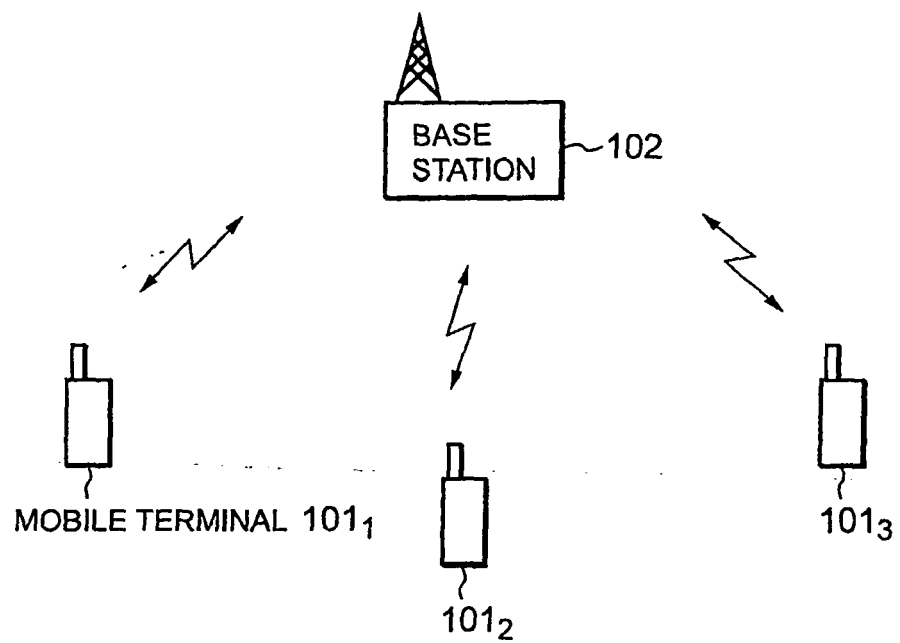 BASE
STATION
102
MOBILE TERMINAL 101₁
101₂
101₃